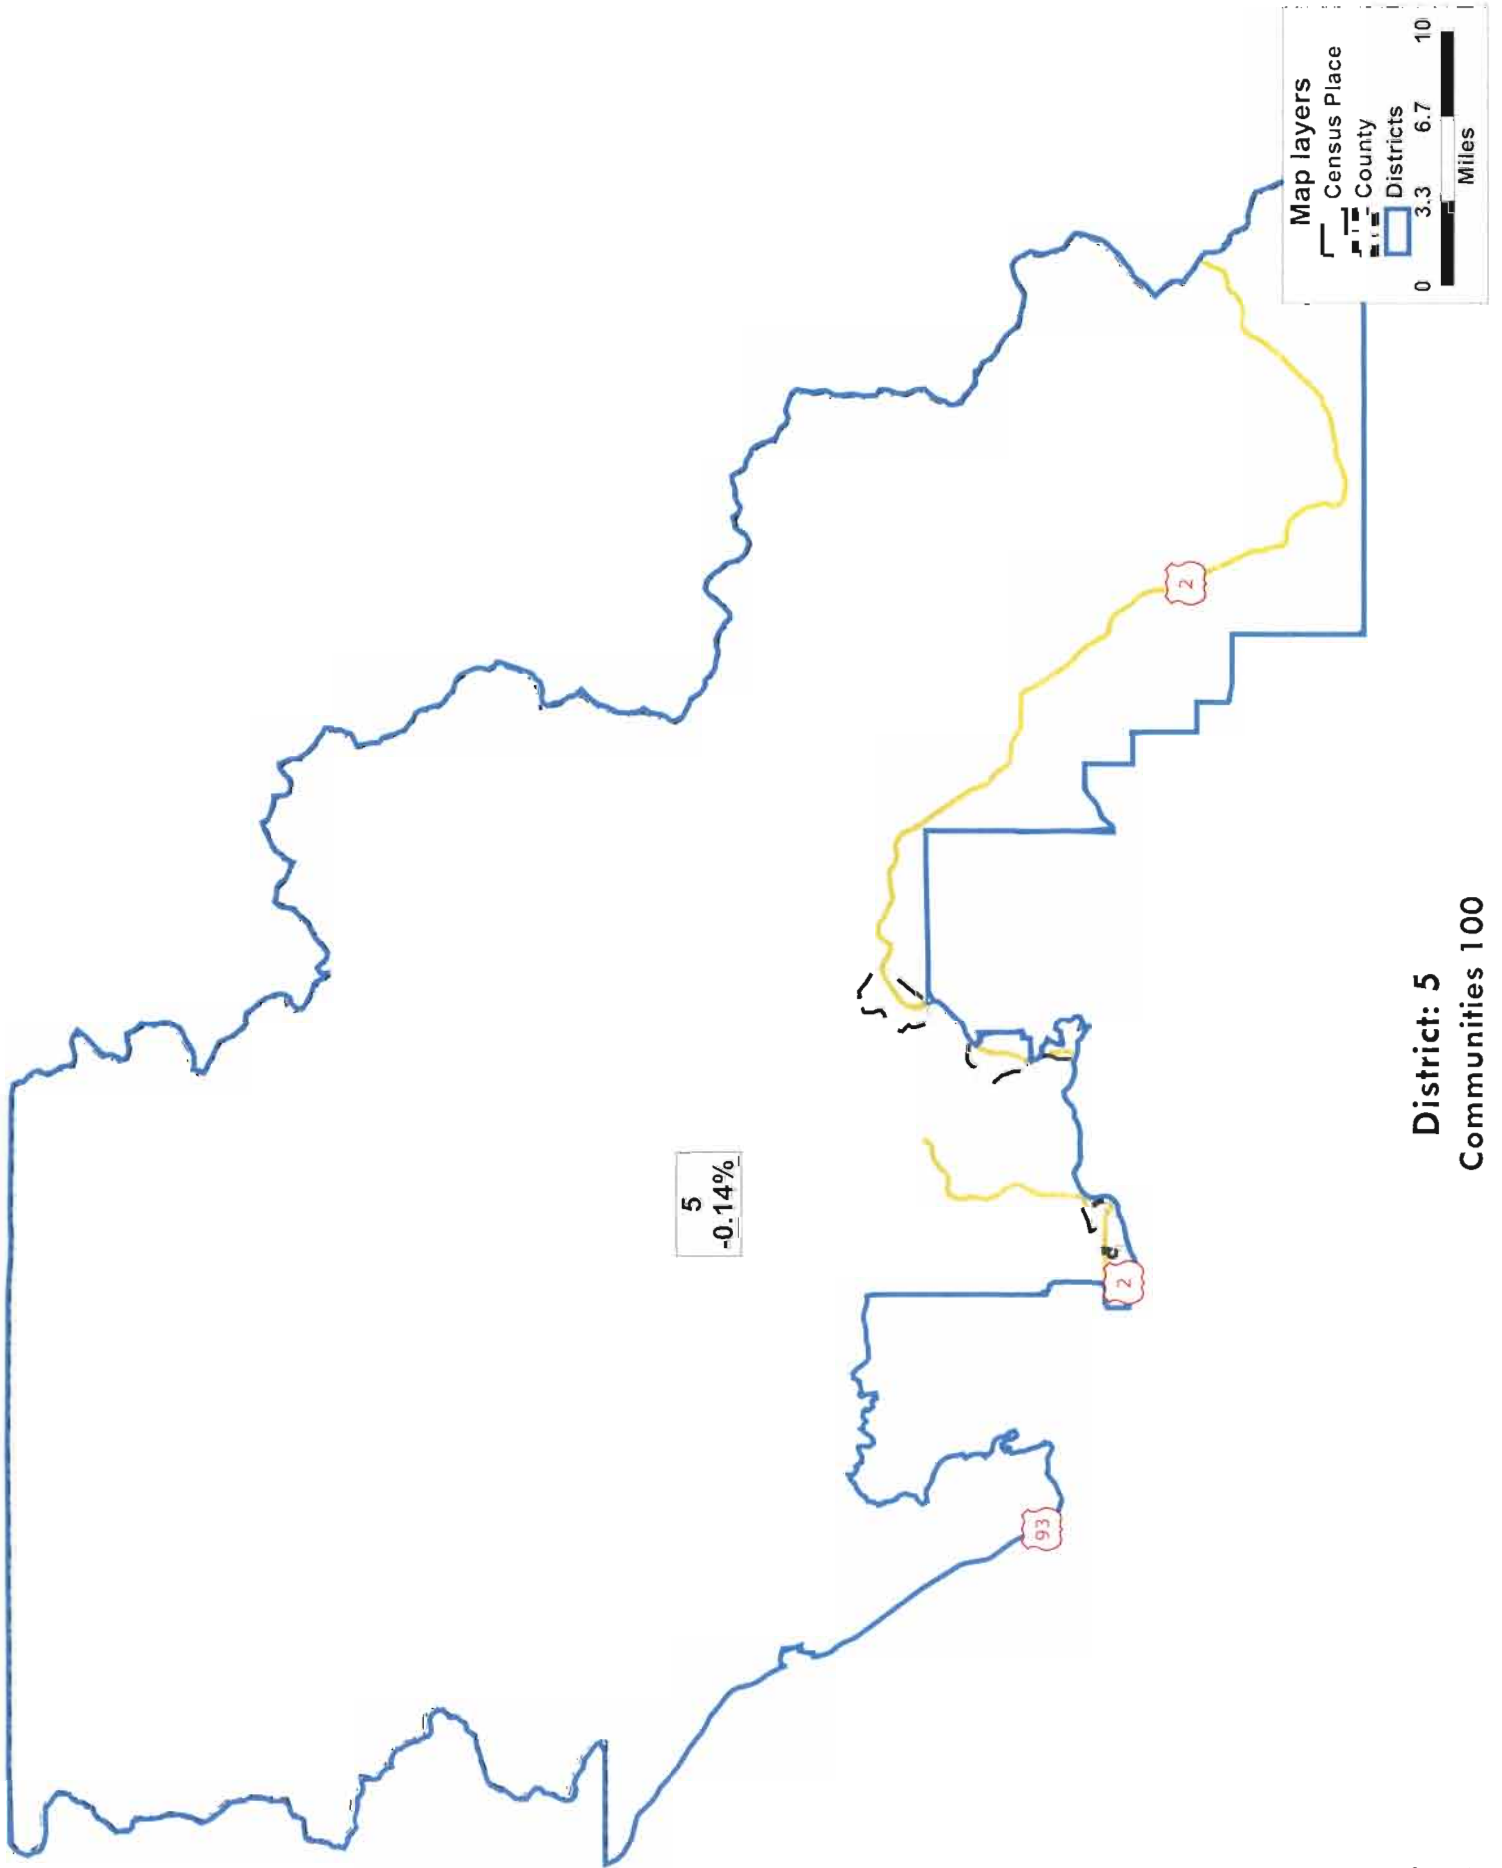 5
-0.14%
2
2
93
Map layers
Census Place
County
Districts
0 3.3 6.7 10
Miles
District: 5
Communities 100